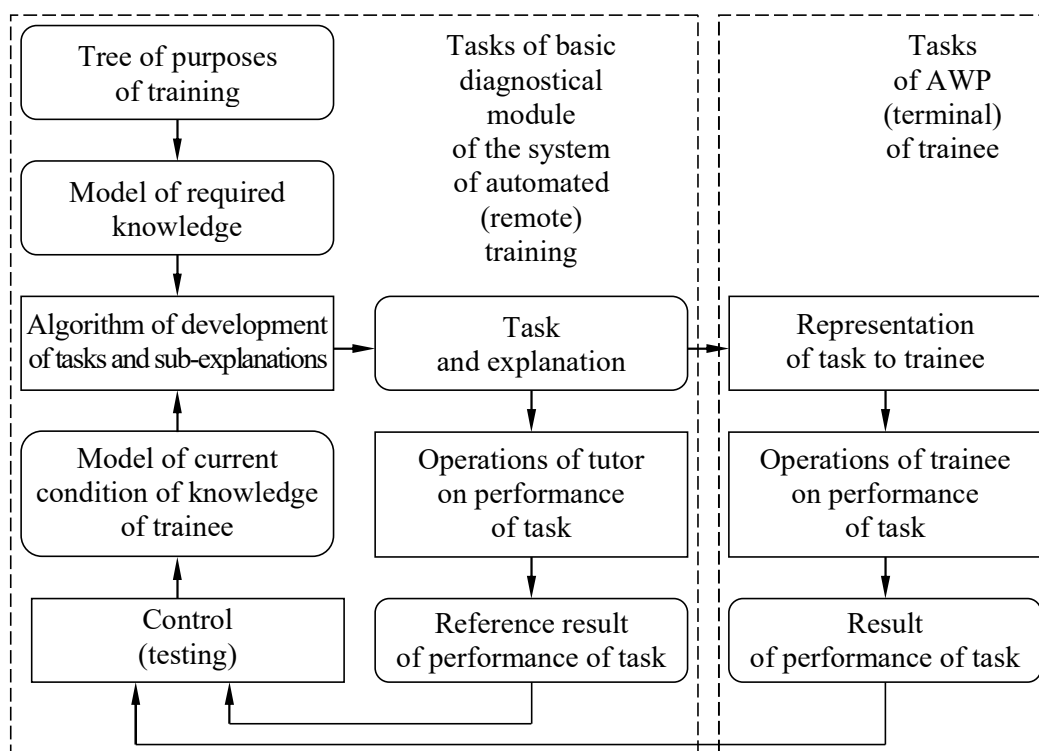 Tree of purposes
of training
Tasks of basic
diagnostical
module
of the system
of automated
(remote)
training
Tasks
of AWP
(terminal)
of trainee
Model of required
knowledge
Algorithm of development
of tasks and sub-explanations
Task
and explanation
Representation
of task to trainee
Model of current
condition of knowledge
of trainee
Operations of tutor
on performance
of task
Operations of trainee
on performance
of task
Control
(testing)
Reference result
of performance of task
Result
of performance of task